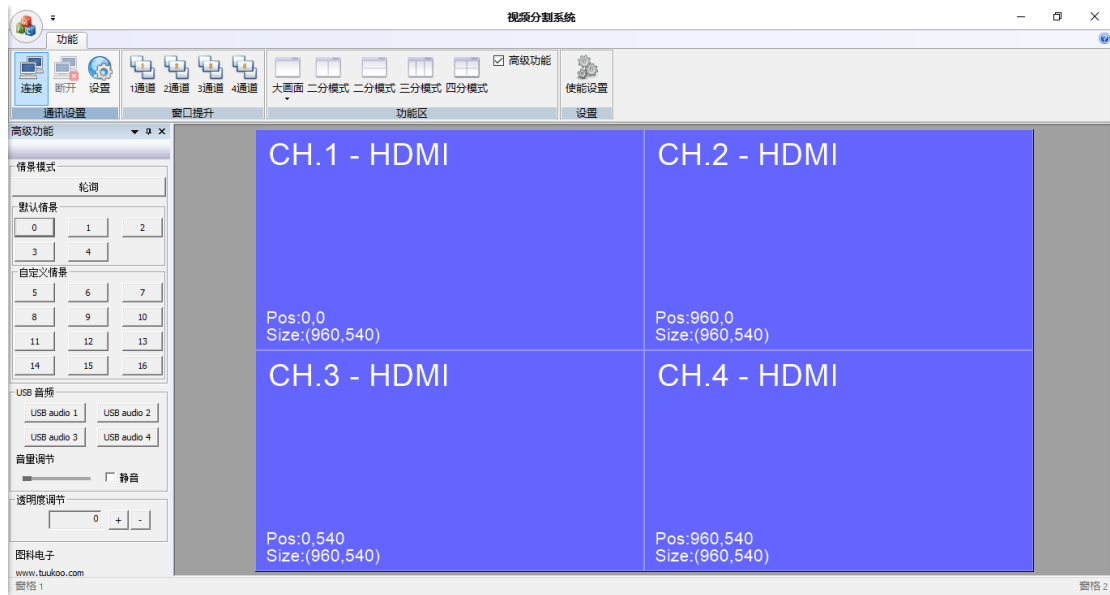 视频分割系统
功能
连接 断开 设置 1通道 2通道 3通道 4通道 大画面 二分模式 二分模式 三分模式 四分模式 高级功能 使能设置
通讯设置 窗口提升 功能区 设置
高级功能
情景模式
轮询
默认情景
0 1 2
3 4
自定义情景
5 6 7
8 9 10
11 12 13
14 15 16
USB 音频
USB audio 1 USB audio 2
USB audio 3 USB audio 4
音量调节
静音
透明度调节
0 + -
图科电子
www.tuukoo.com
CH.1 - HDMI
Pos:0,0
Size:(960,540)
CH.2 - HDMI
Pos:960,0
Size:(960,540)
CH.3 - HDMI
Pos:0,540
Size:(960,540)
CH.4 - HDMI
Pos:960,540
Size:(960,540)
窗格 1 窗格 2